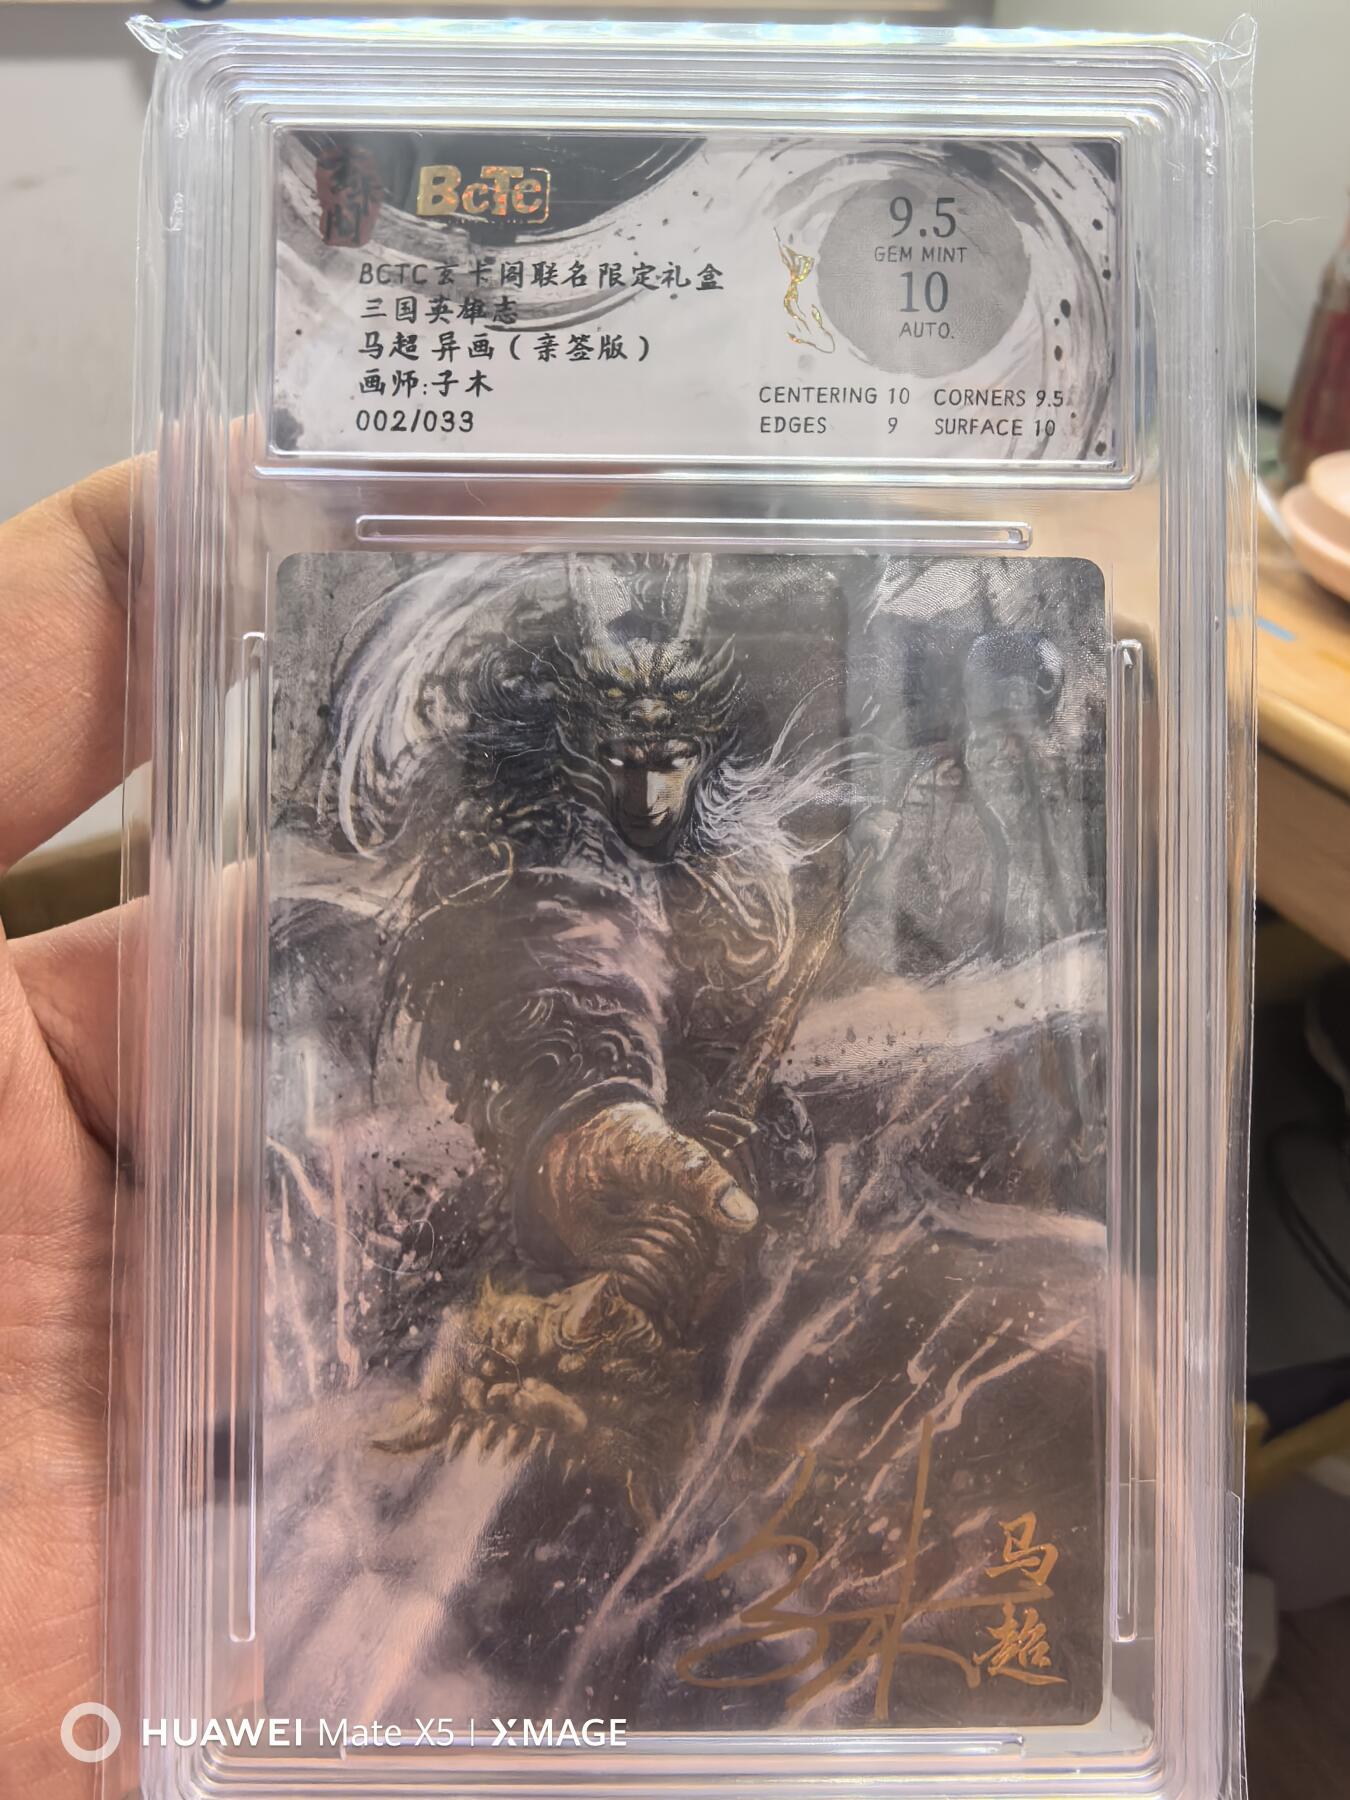 BCTC
9.5
GEM MINT
10
AUTO.
BCTC玄卡阁联名限定礼盒
三国英雄志
马超 异画（亲签版）
画师:子木
002/033
CENTERING 10 CORNERS 9.5
EDGES 9 SURFACE 10
马超
HUAWEI Mate X5 | XMAGE